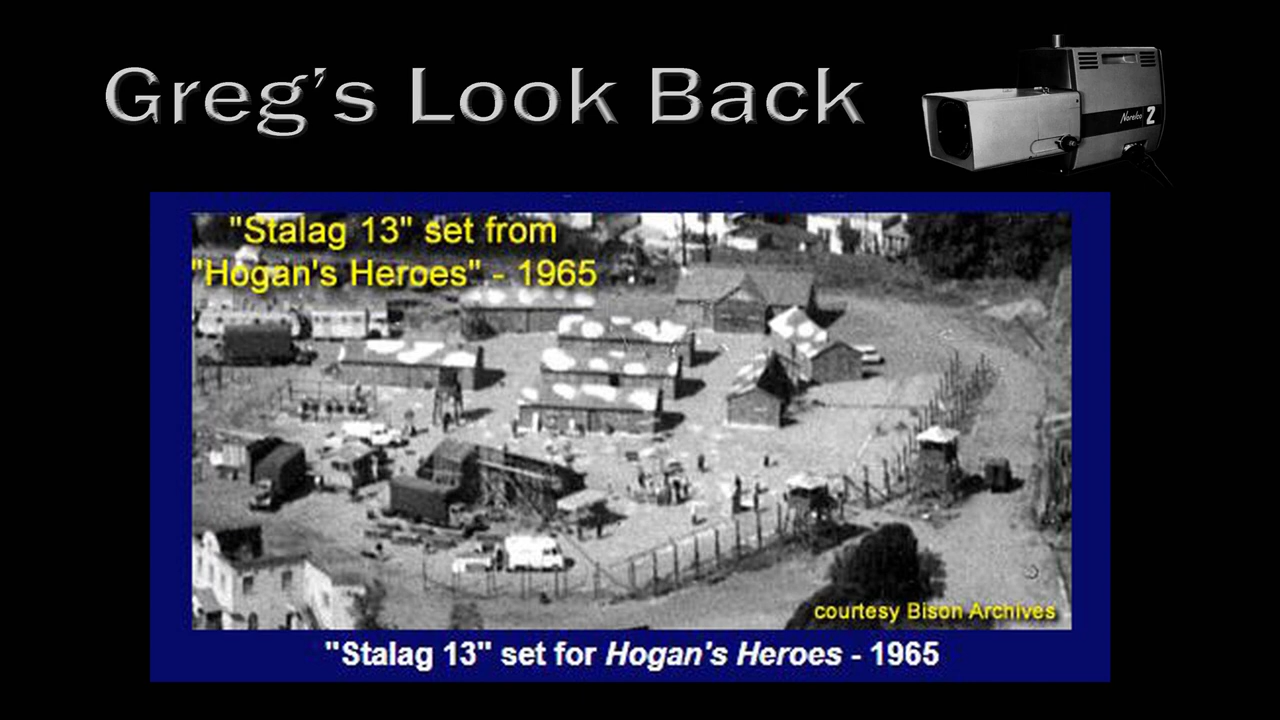 Greg's Look Back
Norelco 2
"Stalag 13" set from
"Hogan's Heroes" - 1965
courtesy Bison Archives
"Stalag 13" set for Hogan's Heroes - 1965